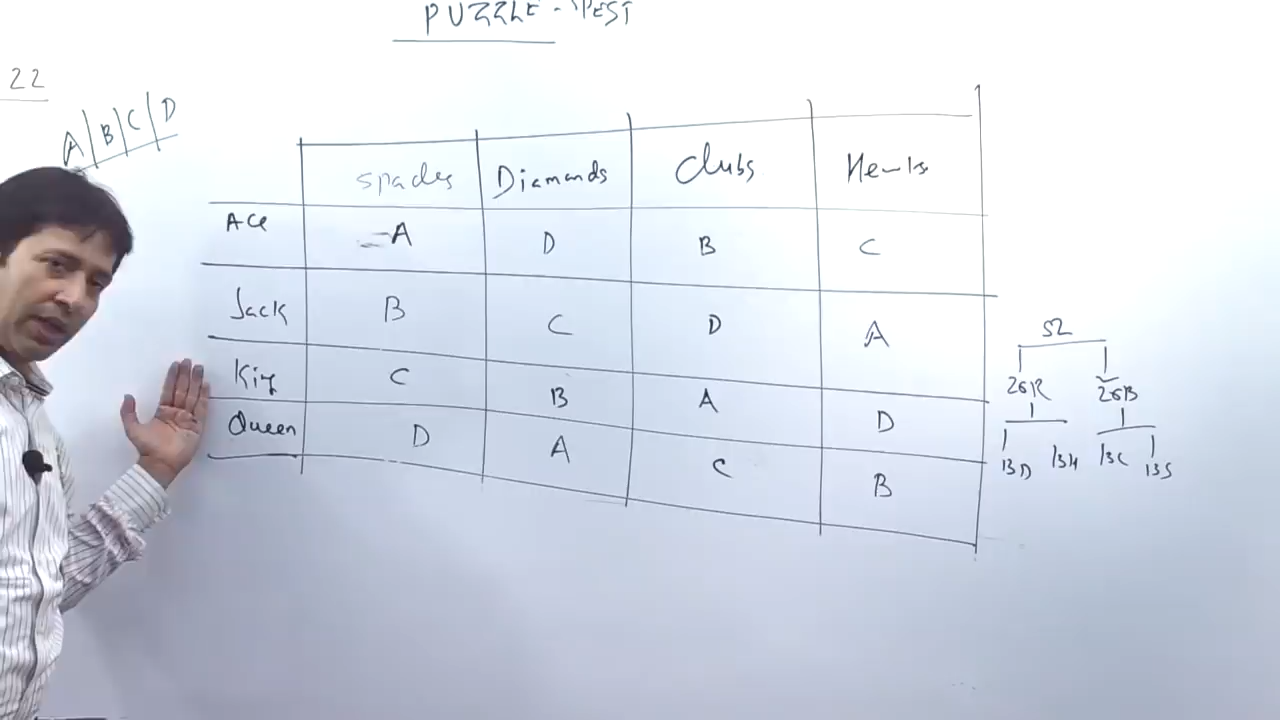 PUZZLE - TEST
22
A|B|C|D
Spades Diamonds Clubs Hearts
Ace A D B C
Jack B C D A
King C B A D
Queen D A C B
52
26R 26B
13D 13H 13C 13S